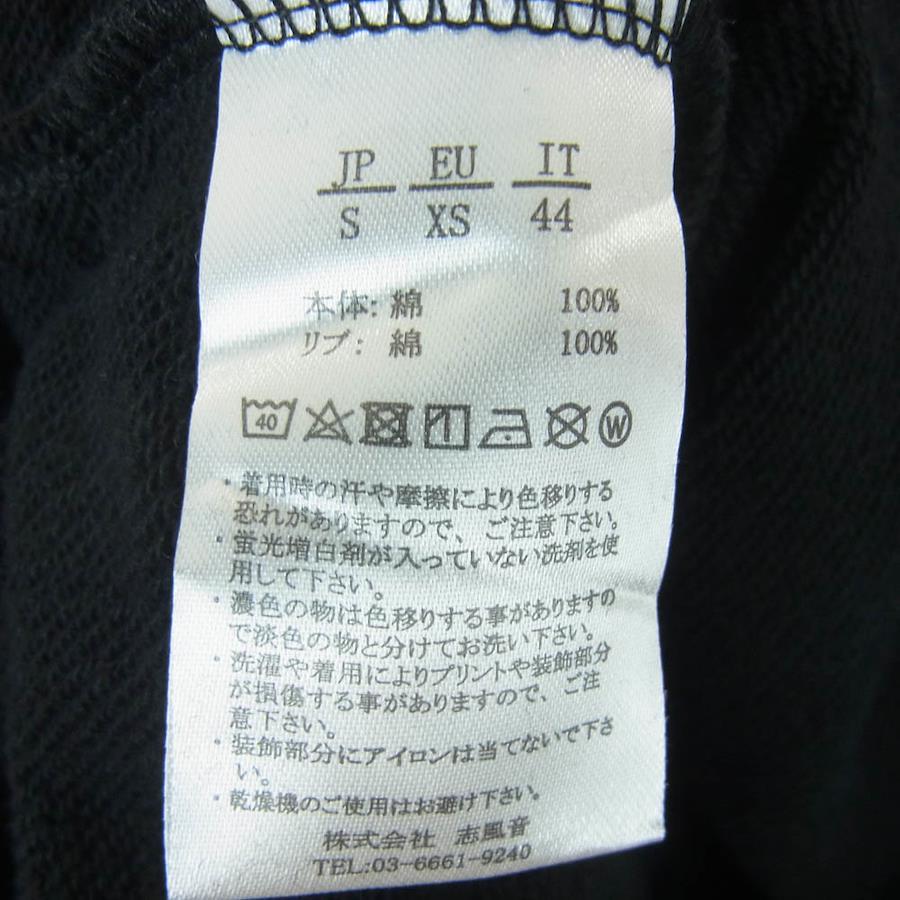 JP EU IT
S XS 44
本体: 綿 100%
リブ: 綿 100%
40 W
・着用時の汗や摩擦により色移りする
恐れがありますので、ご注意下さい。
・蛍光増白剤が入っていない洗剤を使
用して下さい。
・濃色の物は色移りする事がありますの
で淡色の物と分けてお洗い下さい。
・洗濯や着用によりプリントや装飾部分
が損傷する事がありますので、ご注
意下さい。
・装飾部分にアイロンは当てないで下さ
い。
・乾燥機のご使用はお避け下さい。
株式会社 志風音
TEL:03-6661-9240